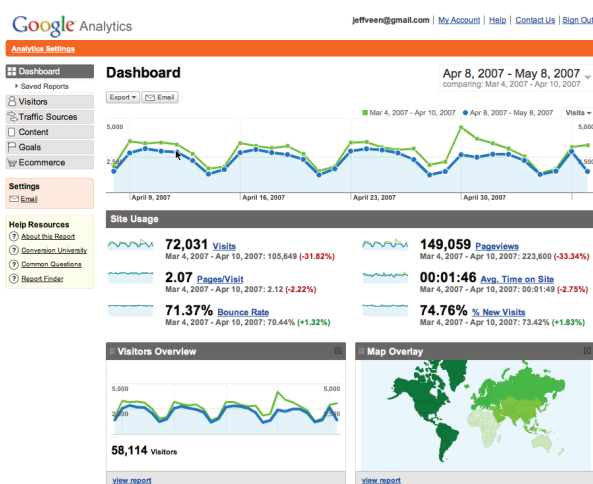 Google Analytics
jeffveen@gmail.com | My Account | Help | Contact Us | Sign Out
Analytics Settings
Dashboard
Saved Reports
Visitors
Traffic Sources
Content
Goals
Ecommerce
Settings
Email
Help Resources
About this Report
Conversion University
Common Questions
Report Finder
Dashboard
Apr 8, 2007 - May 8, 2007
comparing: Mar 4, 2007 - Apr 10, 2007
Export Email
Mar 4, 2007 - Apr 10, 2007 Apr 8, 2007 - May 8, 2007 Visits
5,000 5,000
2,500 2,500
April 9, 2007 April 16, 2007 April 23, 2007 April 30, 2007
Site Usage
72,031 Visits
Mar 4, 2007 - Apr 10, 2007: 105,649 (-31.82%)
149,059 Pageviews
Mar 4, 2007 - Apr 10, 2007: 223,600 (-33.34%)
2.07 Pages/Visit
Mar 4, 2007 - Apr 10, 2007: 2.12 (-2.22%)
00:01:46 Avg. Time on Site
Mar 4, 2007 - Apr 10, 2007: 00:01:49 (-2.75%)
71.37% Bounce Rate
Mar 4, 2007 - Apr 10, 2007: 70.44% (+1.32%)
74.76% % New Visits
Mar 4, 2007 - Apr 10, 2007: 73.42% (+1.83%)
Visitors Overview
5,000 5,000
2,500 2,500
58,114 Visitors
view report
Map Overlay
view report